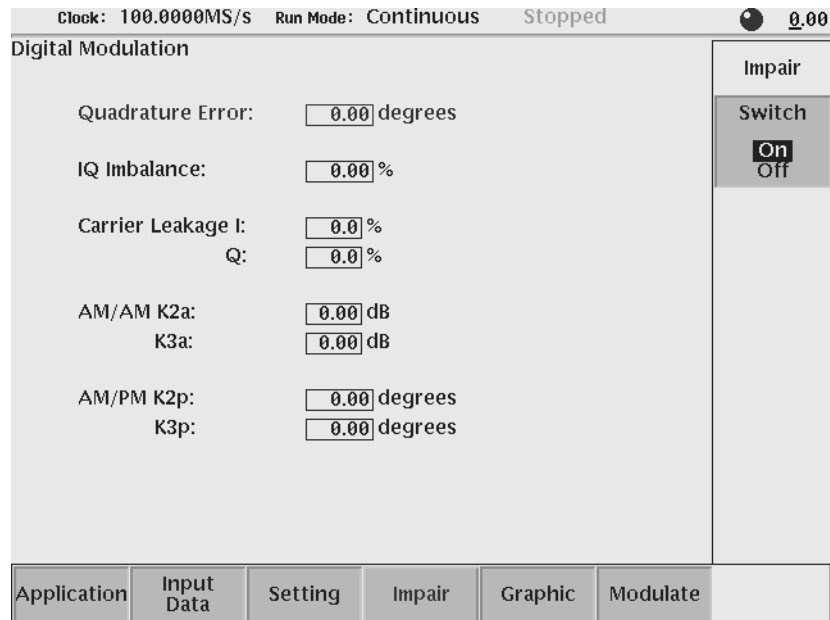 Clock: 100.0000MS/s Run Mode: Continuous Stopped 0.00
Digital Modulation
Impair
Switch
On
Off
Quadrature Error: 0.00 degrees
IQ Imbalance: 0.00 %
Carrier Leakage I: 0.0 %
Q: 0.0 %
AM/AM K2a: 0.00 dB
K3a: 0.00 dB
AM/PM K2p: 0.00 degrees
K3p: 0.00 degrees
Application
Input
Data
Setting
Impair
Graphic
Modulate